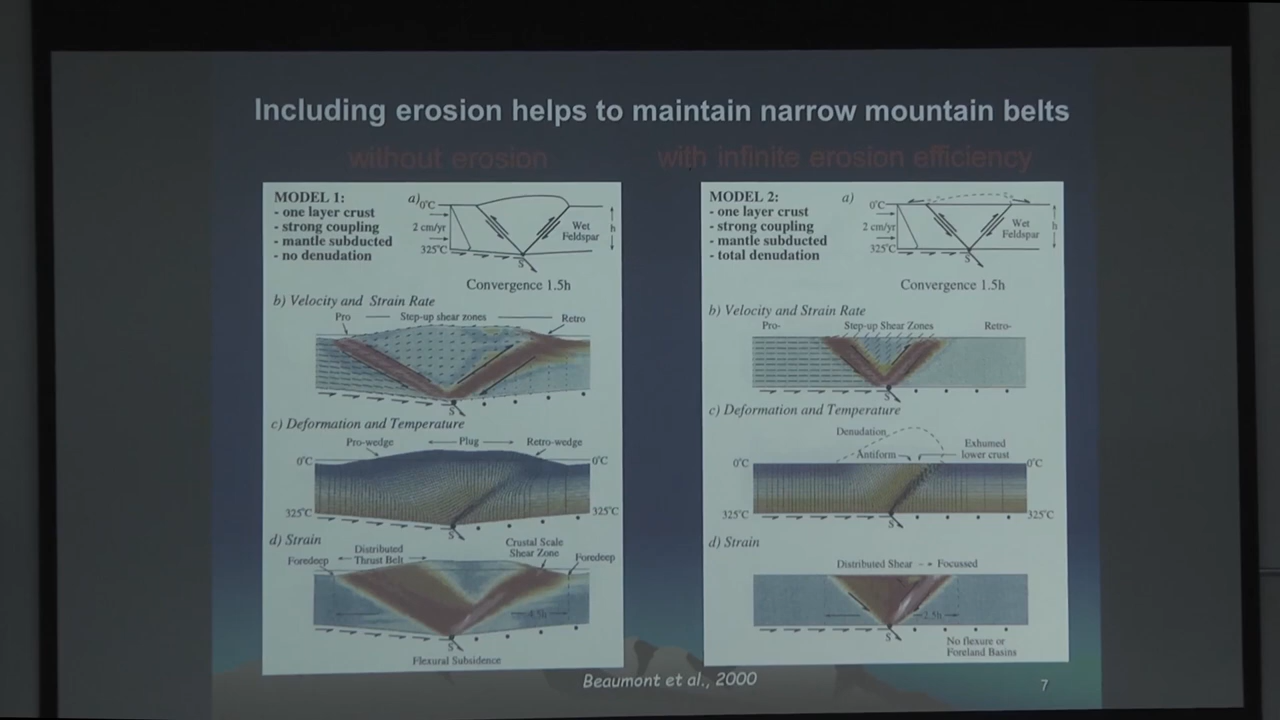 Including erosion helps to maintain narrow mountain belts
without erosion
with infinite erosion efficiency
MODEL 1:
- one layer crust
- strong coupling
- mantle subducted
- no denudation
a)
0°C
2 cm/yr
325°C
Wet
Feldspar
h
S
Convergence 1.5h
b) Velocity and Strain Rate
Pro
Step-up shear zones
Retro
S
c) Deformation and Temperature
Pro-wedge
Plug
Retro-wedge
0°C
0°C
325°C
325°C
S
d) Strain
Foredeep
Distributed
Thrust Belt
Crustal Scale
Shear Zone
Foredeep
4.5h
S
Flexural Subsidence
MODEL 2:
- one layer crust
- strong coupling
- mantle subducted
- total denudation
a)
0°C
2 cm/yr
325°C
Wet
Feldspar
h
S
Convergence 1.5h
b) Velocity and Strain Rate
Pro-
Step-up Shear Zones
Retro-
S
c) Deformation and Temperature
Denudation
Antiform
Exhumed
lower crust
0°C
0°C
325°C
325°C
S
d) Strain
Distributed Shear
Focussed
2.5h
S
No flexure or
Foreland Basins
Beaumont et al., 2000
7